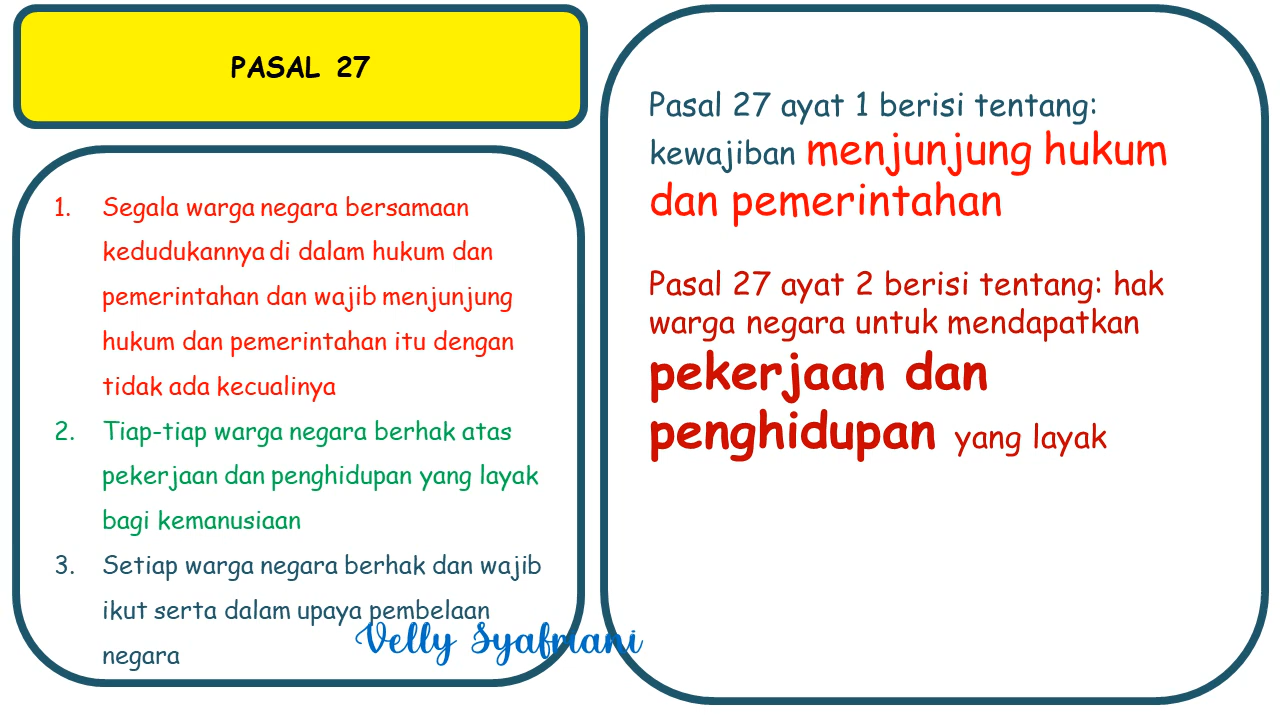 PASAL 27
1. Segala warga negara bersamaan
kedudukannya di dalam hukum dan
pemerintahan dan wajib menjunjung
hukum dan pemerintahan itu dengan
tidak ada kecualinya
2. Tiap-tiap warga negara berhak atas
pekerjaan dan penghidupan yang layak
bagi kemanusiaan
3. Setiap warga negara berhak dan wajib
ikut serta dalam upaya pembelaan
negara
Velly Syafriani
Pasal 27 ayat 1 berisi tentang:
kewajiban menjunjung hukum
dan pemerintahan
Pasal 27 ayat 2 berisi tentang: hak
warga negara untuk mendapatkan
pekerjaan dan
penghidupan yang layak